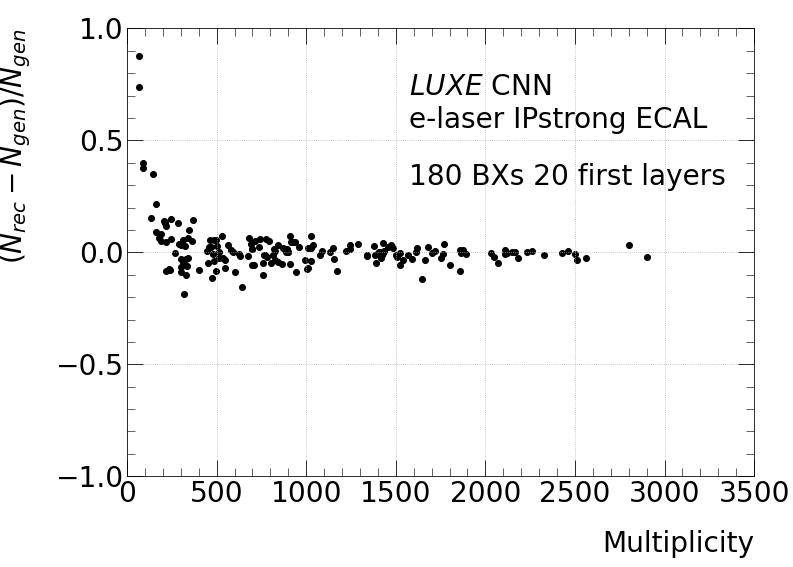 (N_rec − N_gen)/N_gen
1.0
0.5
0.0
−0.5
−1.0
LUXE CNN
e-laser IPstrong ECAL
180 BXs 20 first layers
0 500 1000 1500 2000 2500 3000 3500
Multiplicity